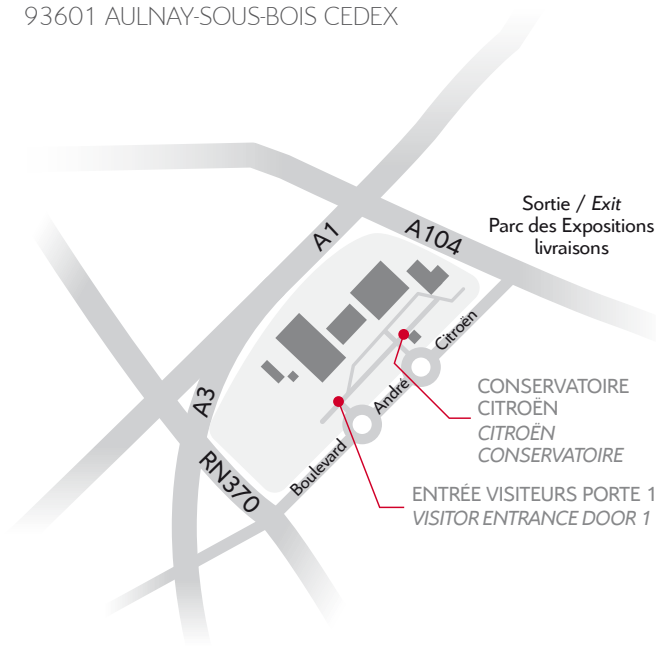 93601 AULNAY-SOUS-BOIS CEDEX
Sortie / Exit
Parc des Expositions
livraisons
A1
A104
Citroën
André
Boulevard
A3
RN370
CONSERVATOIRE
CITROËN
CITROËN
CONSERVATOIRE
ENTRÉE VISITEURS PORTE 1
VISITOR ENTRANCE DOOR 1